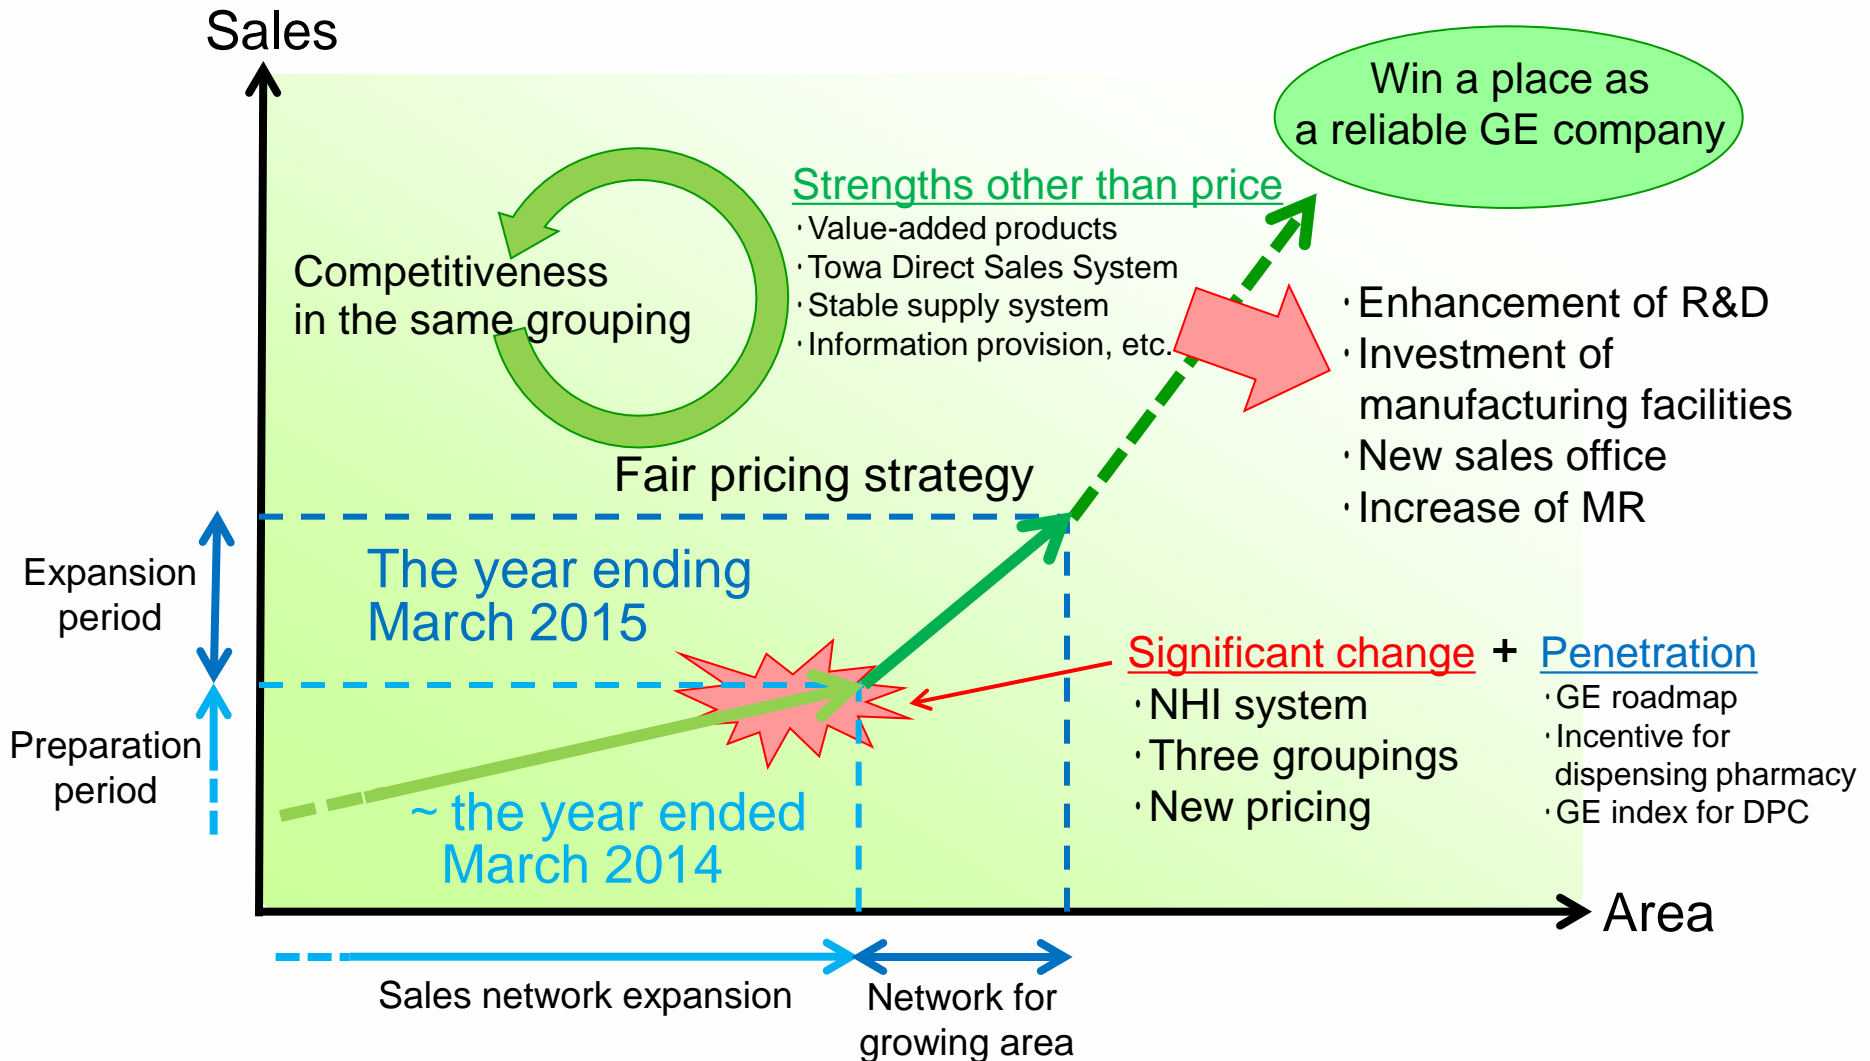 Sales
Win a place as
a reliable GE company
Strengths other than price
・Value-added products
・Towa Direct Sales System
・Stable supply system
・Information provision, etc.
Competitiveness
in the same grouping
・Enhancement of R&D
・Investment of
manufacturing facilities
・New sales office
・Increase of MR
Fair pricing strategy
Expansion
period
The year ending
March 2015
Significant change + Penetration
・NHI system
・Three groupings
・New pricing
・GE roadmap
・Incentive for
dispensing pharmacy
・GE index for DPC
Preparation
period
~ the year ended
March 2014
Area
Sales network expansion
Network for
growing area